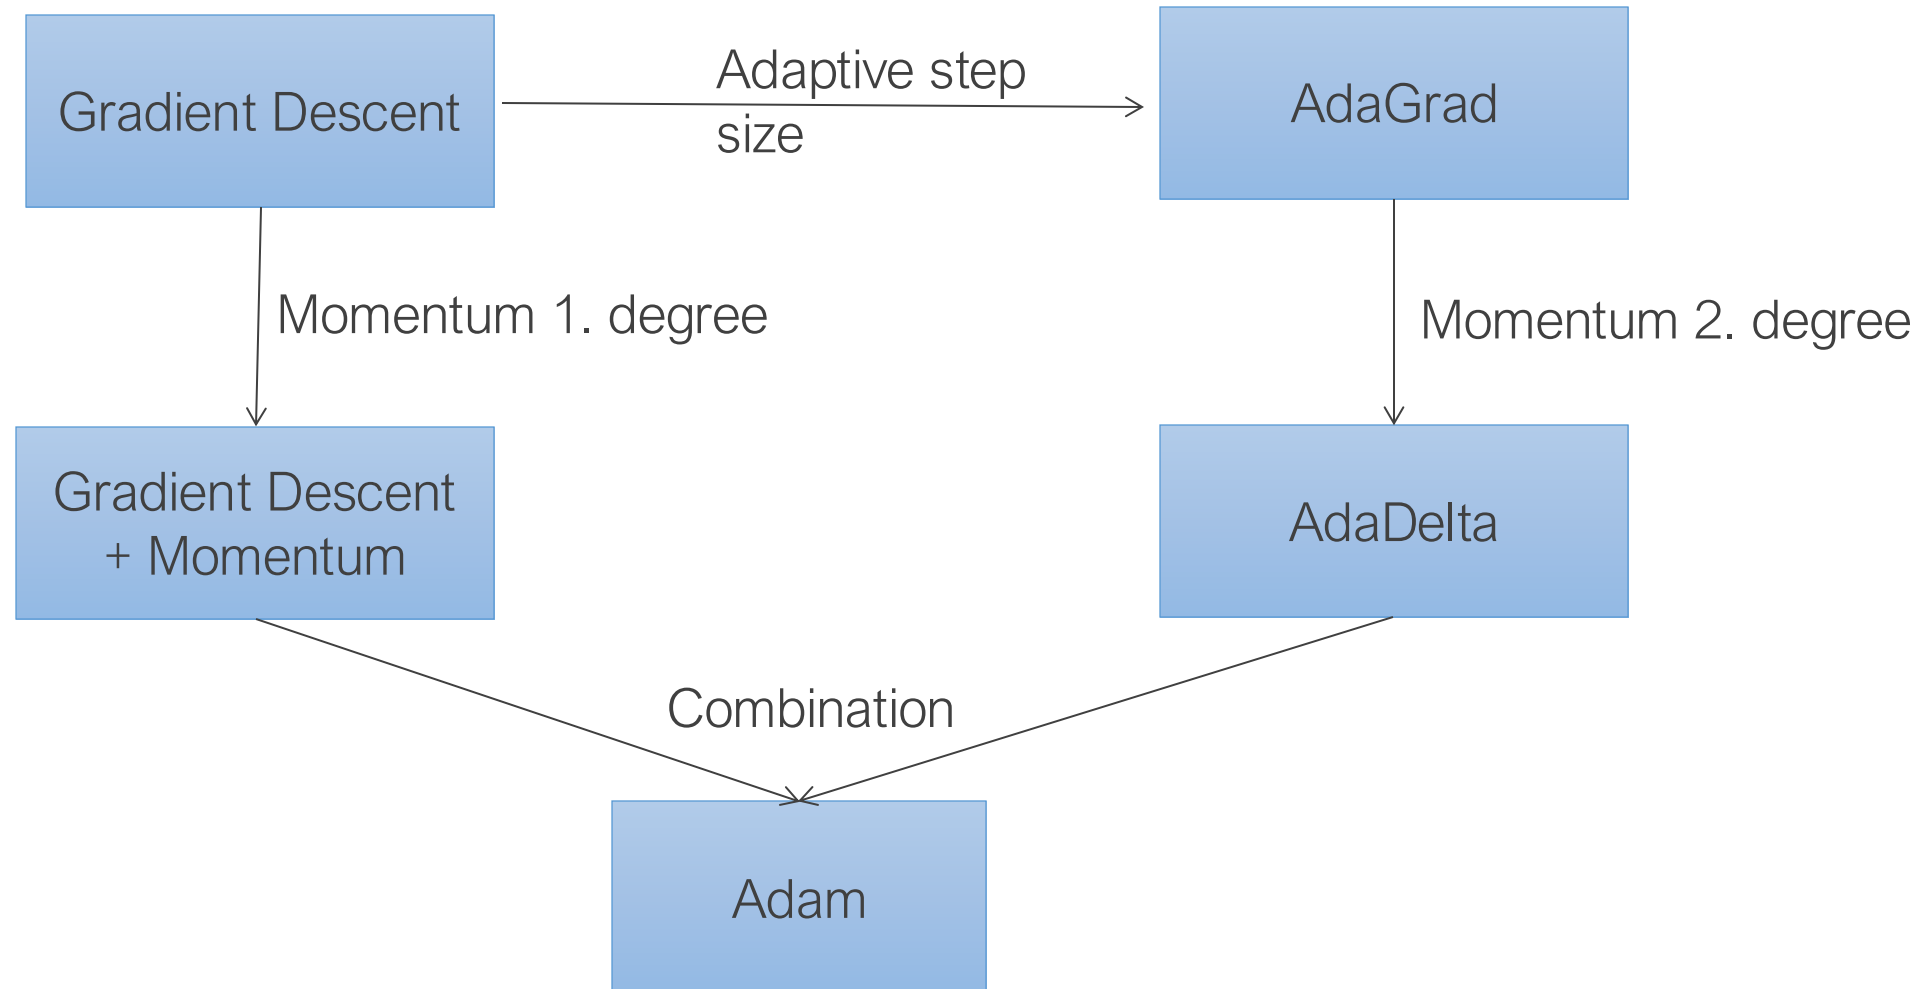 Gradient Descent
Adaptive step
size
AdaGrad
Momentum 1. degree
Momentum 2. degree
Gradient Descent
+ Momentum
AdaDelta
Combination
Adam